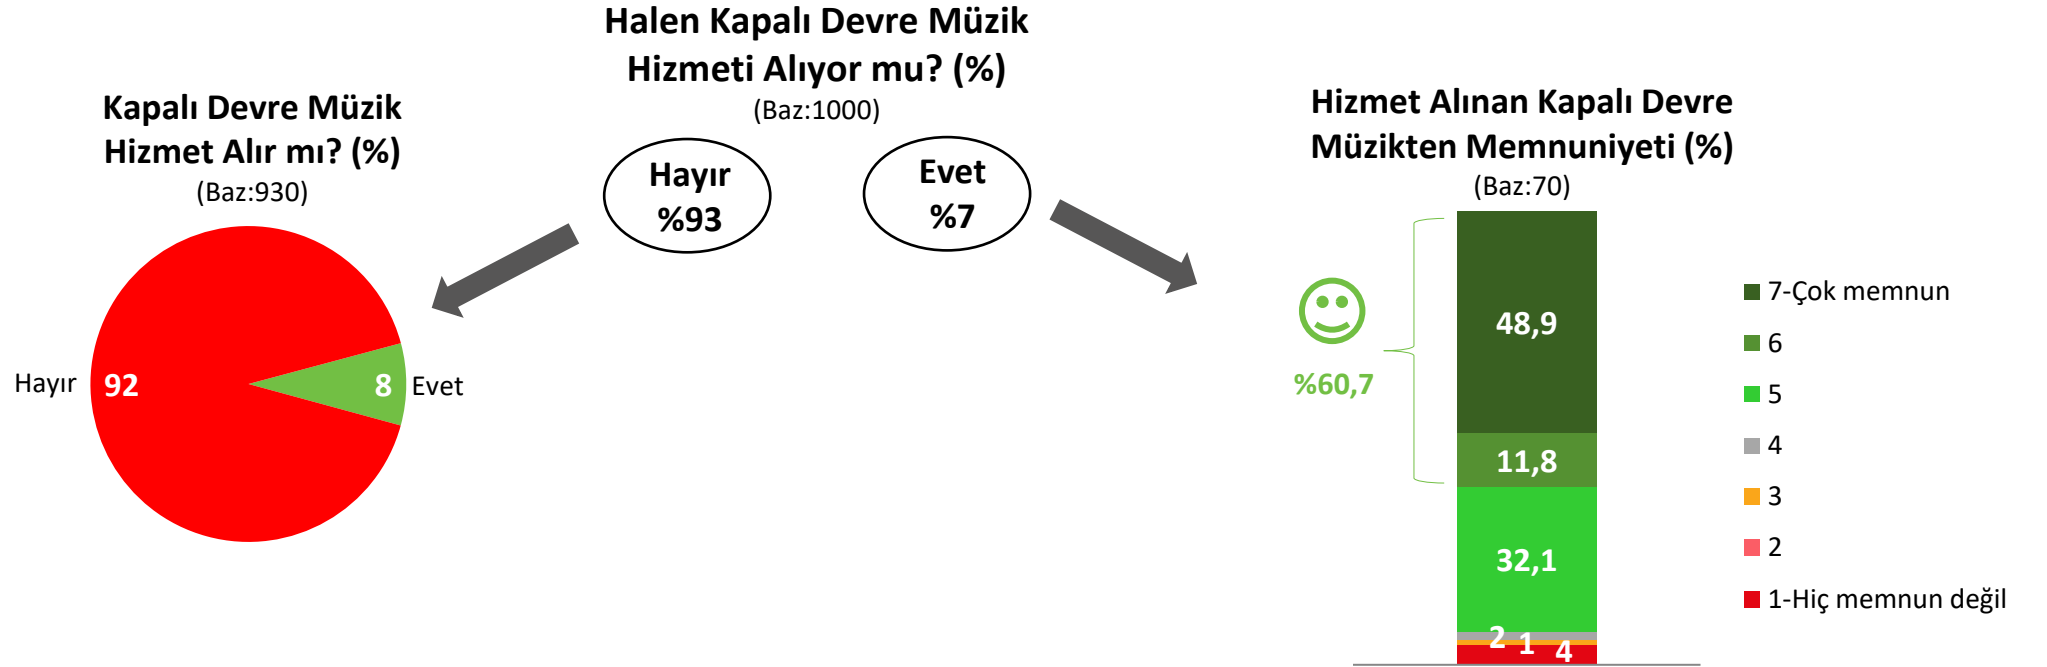 Halen Kapalı Devre Müzik
Hizmeti Alıyor mu? (%)
(Baz:1000)
Hayır
%93
Evet
%7
Kapalı Devre Müzik
Hizmet Alır mı? (%)
(Baz:930)
Hayır
92
8
Evet
Hizmet Alınan Kapalı Devre
Müzikten Memnuniyeti (%)
(Baz:70)
%60,7
48,9
11,8
32,1
2
1
4
7-Çok memnun
6
5
4
3
2
1-Hiç memnun değil